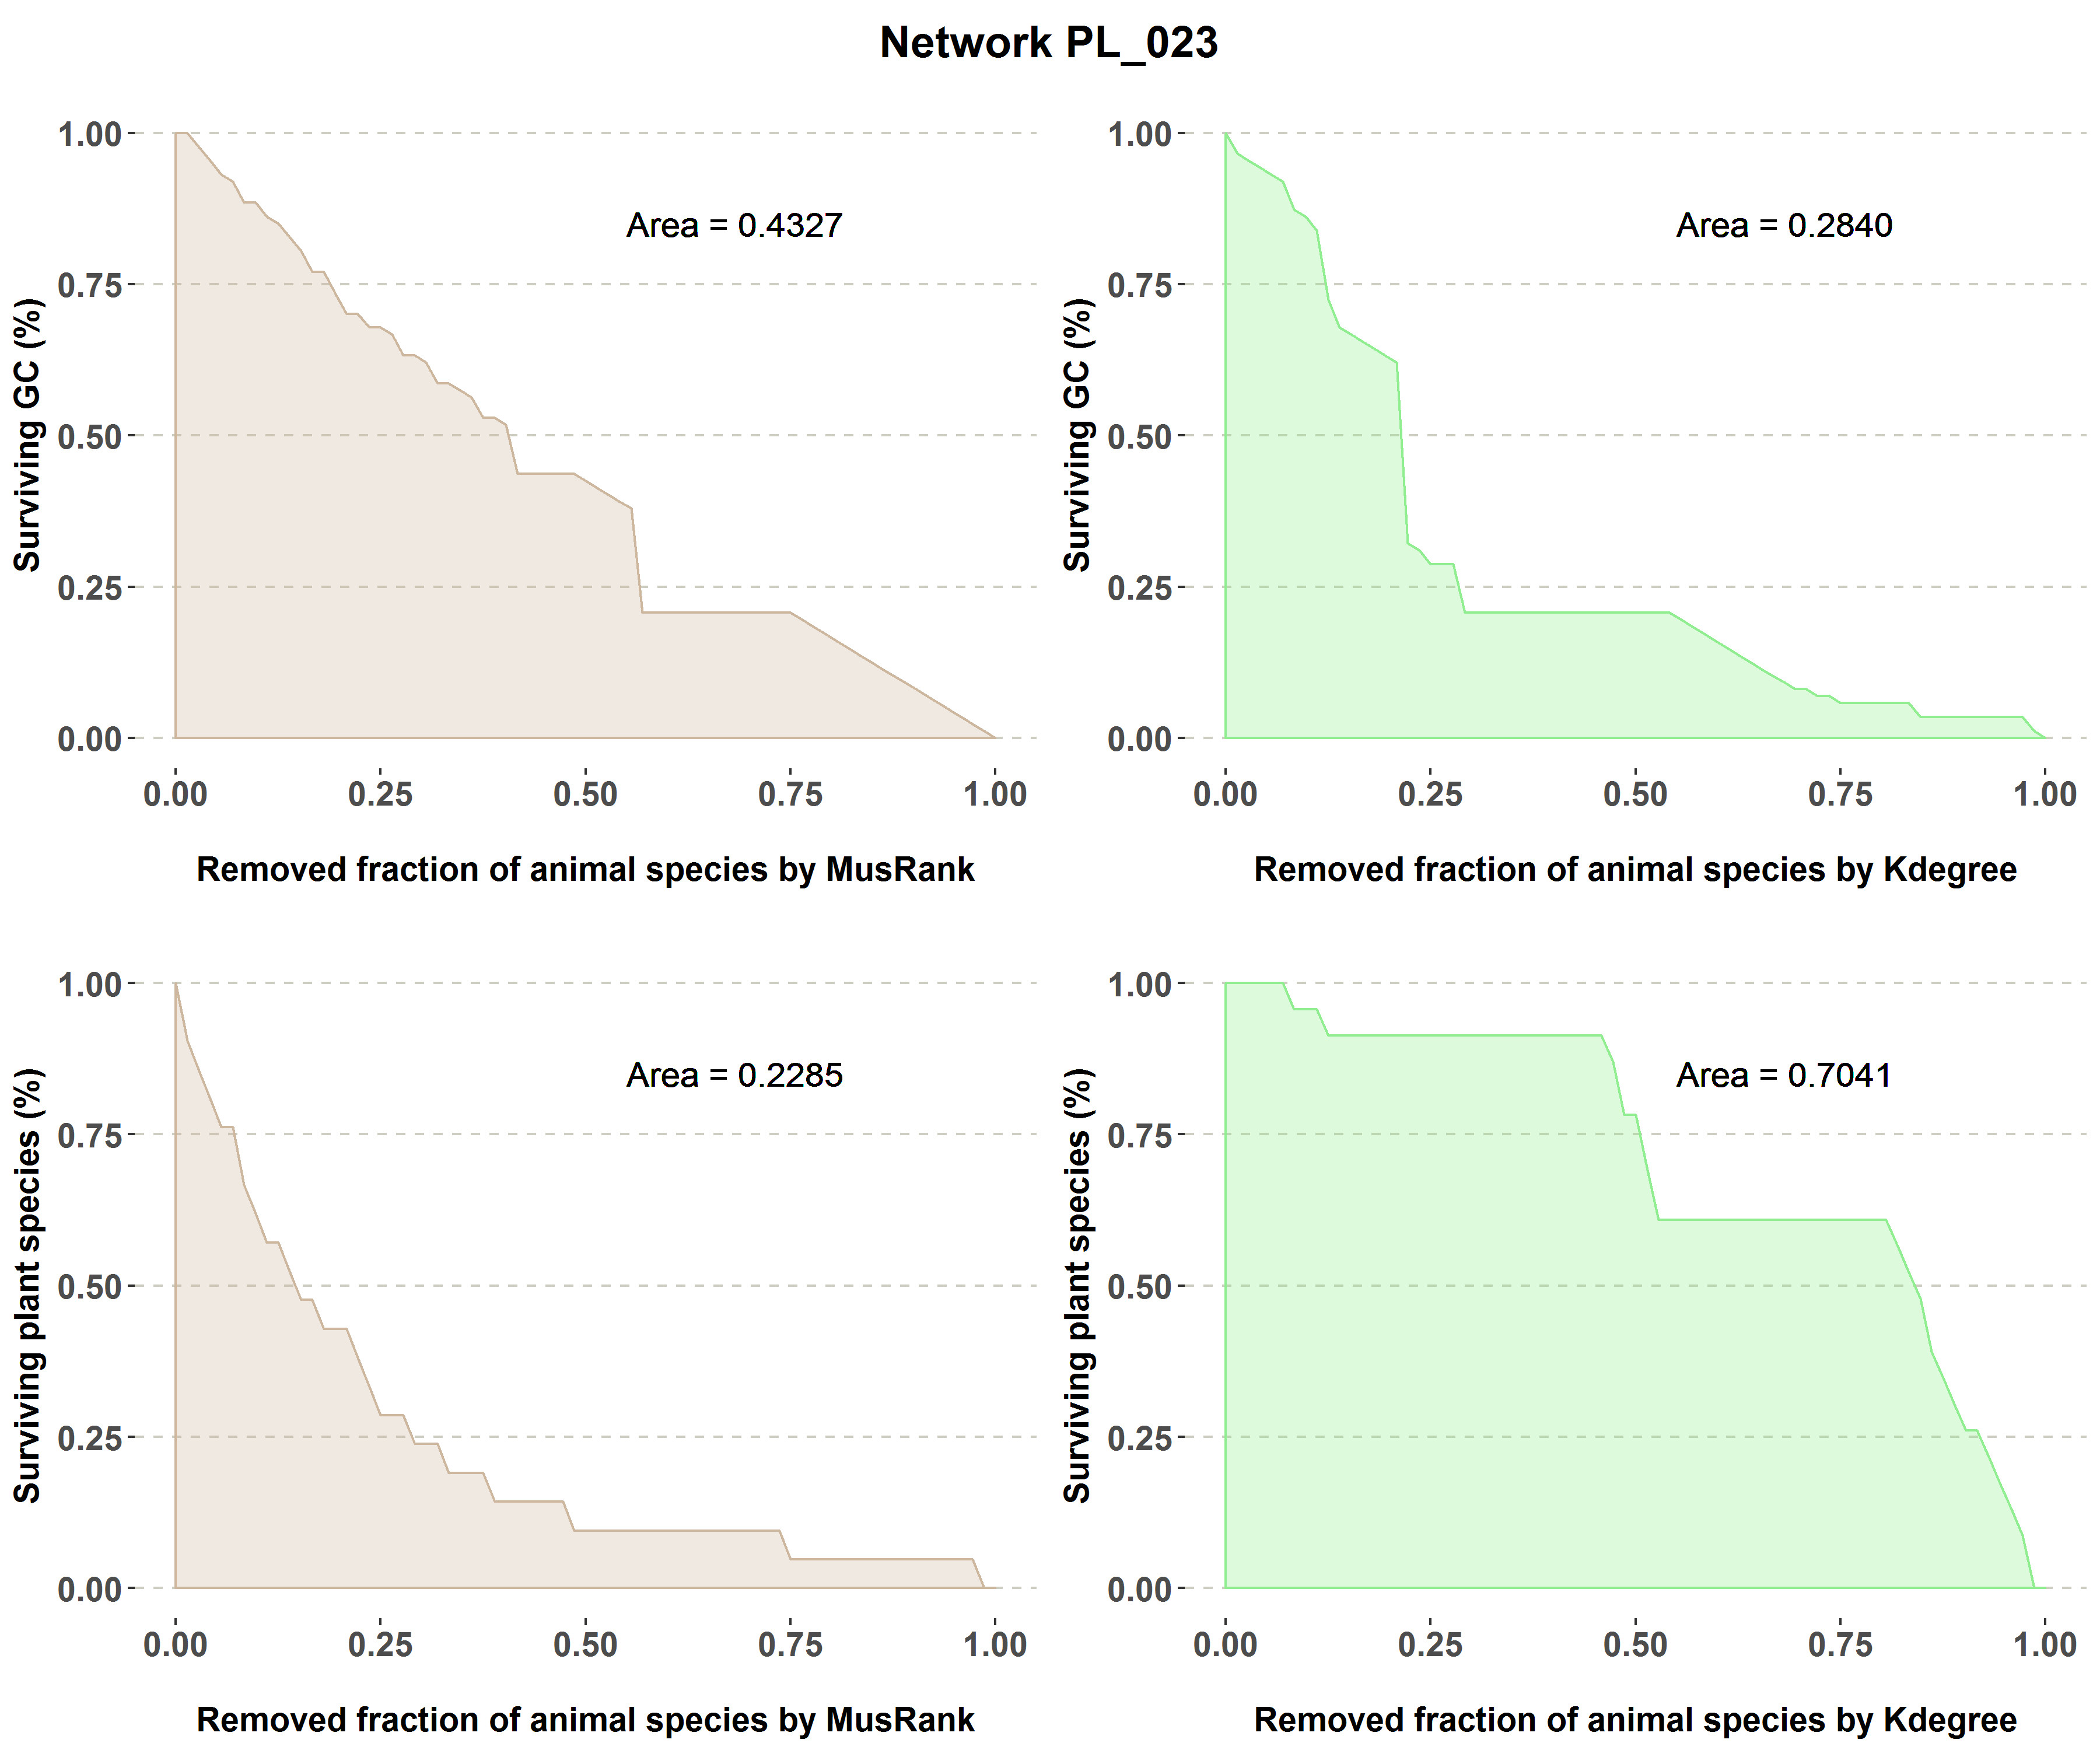 Network PL_023
Surviving GC (%)
1.00
0.75
0.50
0.25
0.00
Area = 0.4327
0.00 0.25 0.50 0.75 1.00
Removed fraction of animal species by MusRank
Surviving GC (%)
1.00
0.75
0.50
0.25
0.00
Area = 0.2840
0.00 0.25 0.50 0.75 1.00
Removed fraction of animal species by Kdegree
Surviving plant species (%)
1.00
0.75
0.50
0.25
0.00
Area = 0.2285
0.00 0.25 0.50 0.75 1.00
Removed fraction of animal species by MusRank
Surviving plant species (%)
1.00
0.75
0.50
0.25
0.00
Area = 0.7041
0.00 0.25 0.50 0.75 1.00
Removed fraction of animal species by Kdegree